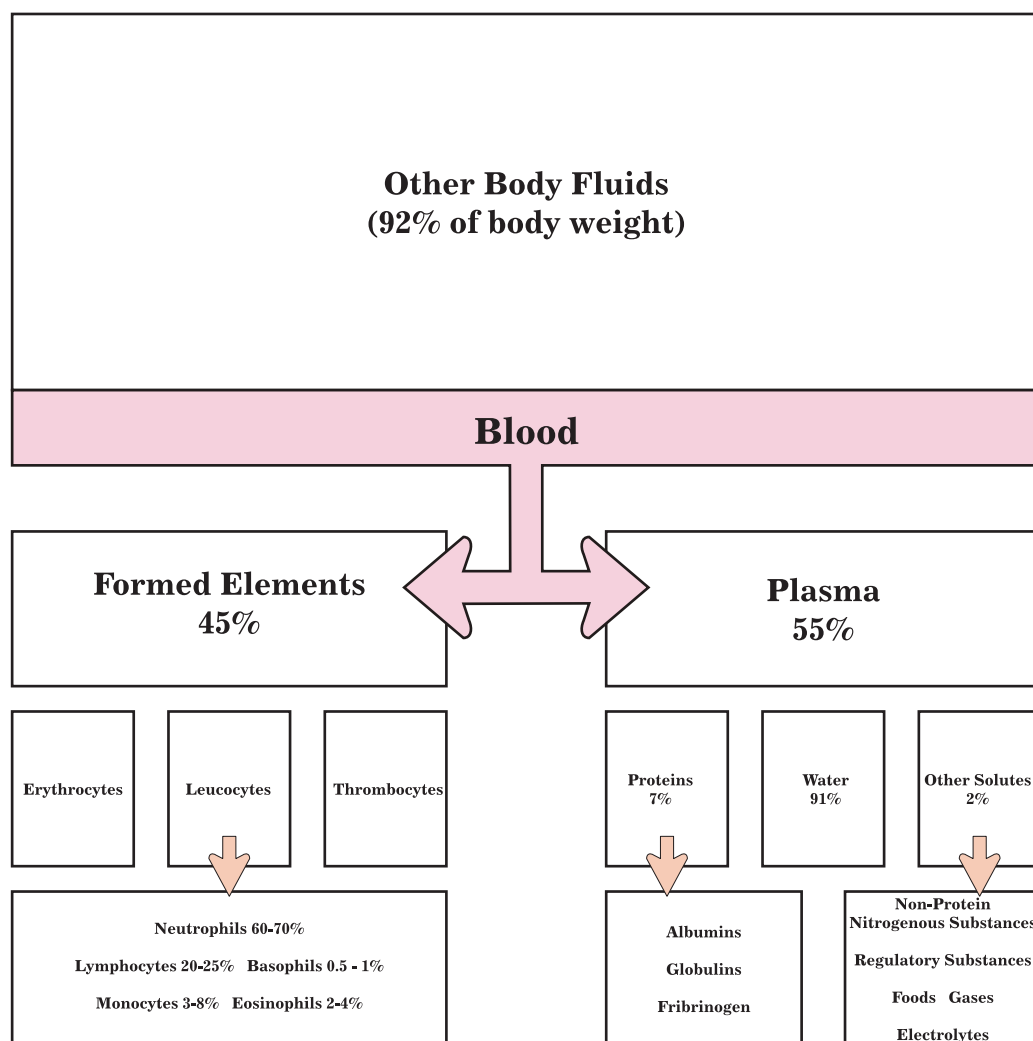 Other Body Fluids
(92% of body weight)
Blood
Formed Elements
45%
Plasma
55%
Erythrocytes
Leucocytes
Thrombocytes
Proteins
7%
Water
91%
Other Solutes
2%
Neutrophils 60-70%
Lymphocytes 20-25% Basophils 0.5 - 1%
Monocytes 3-8% Eosinophils 2-4%
Albumins
Globulins
Fribrinogen
Non-Protein
Nitrogenous Substances
Regulatory Substances
Foods Gases
Electrolytes